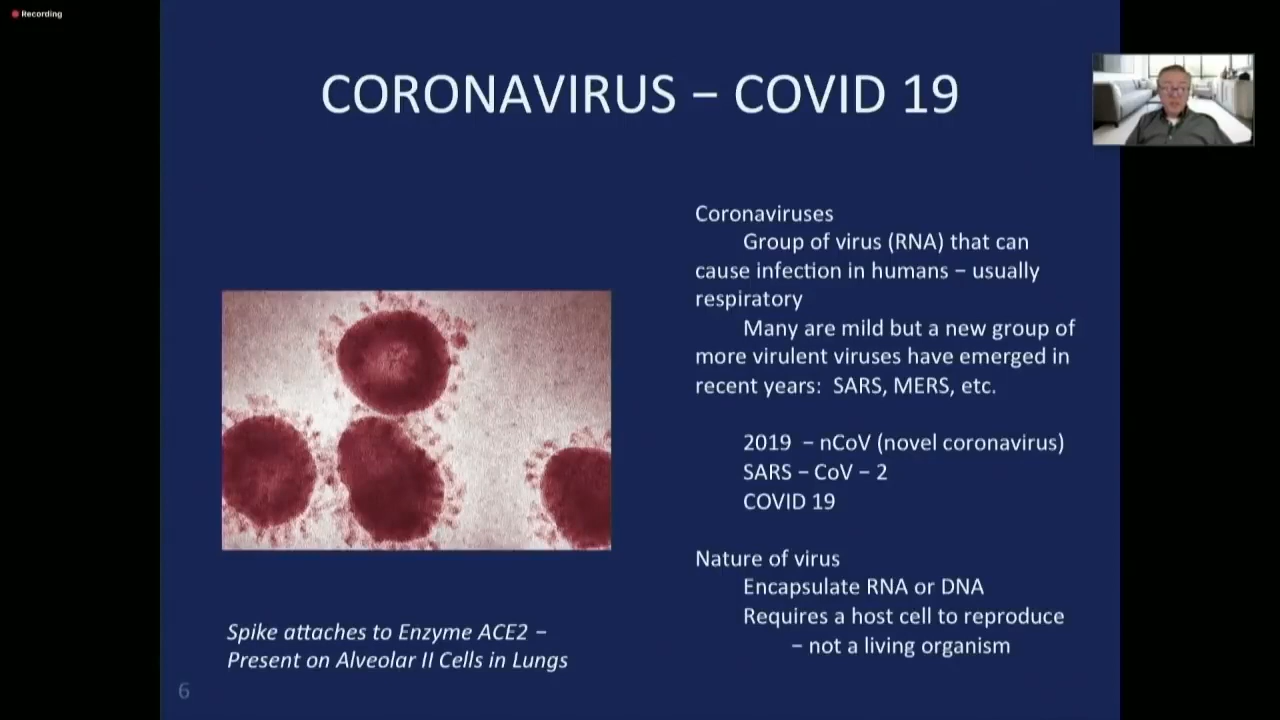 Recording
CORONAVIRUS – COVID 19
Coronaviruses
Group of virus (RNA) that can
cause infection in humans – usually
respiratory
Many are mild but a new group of
more virulent viruses have emerged in
recent years: SARS, MERS, etc.
2019 – nCoV (novel coronavirus)
SARS – CoV – 2
COVID 19
Nature of virus
Encapsulate RNA or DNA
Requires a host cell to reproduce
– not a living organism
Spike attaches to Enzyme ACE2 –
Present on Alveolar II Cells in Lungs
6